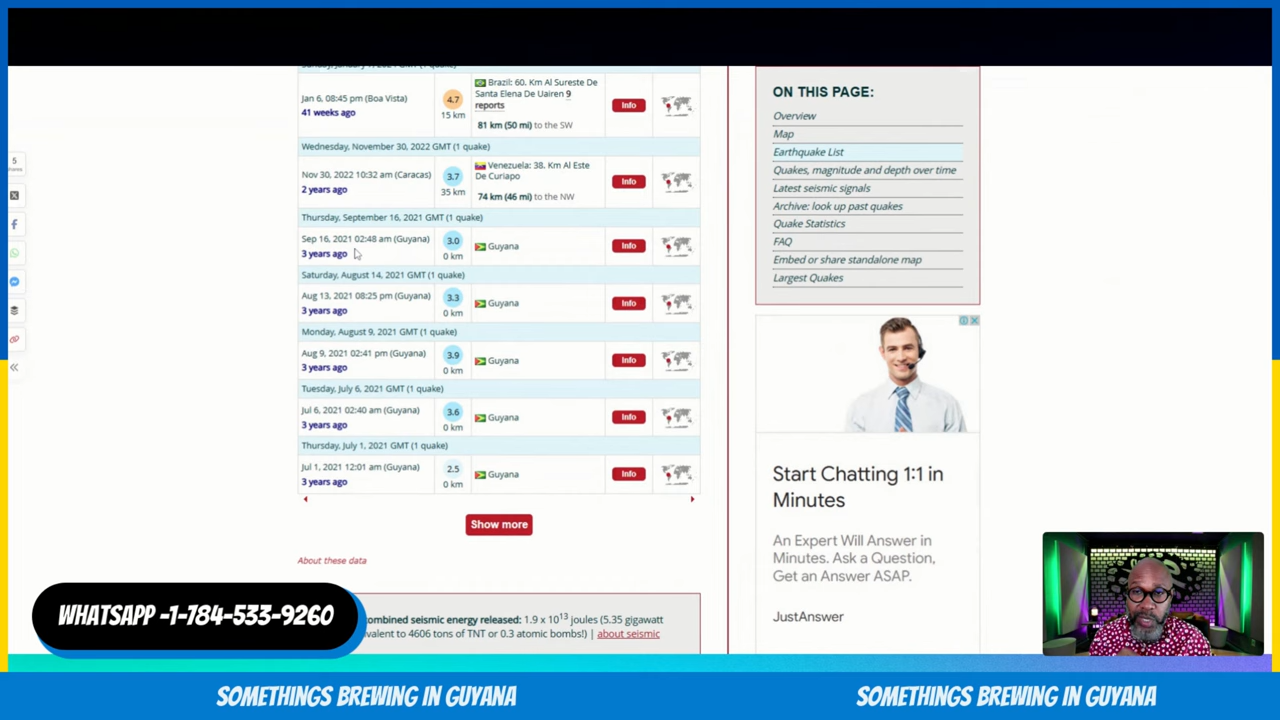 Jan 6, 08:45 pm (Boa Vista)
41 weeks ago
4.7
15 km
Brazil: 60. Km Al Sureste De
Santa Elena De Uairen 9
reports
81 km (50 mi) to the SW
Info
Wednesday, November 30, 2022 GMT (1 quake)
Nov 30, 2022 10:32 am (Caracas)
2 years ago
3.7
35 km
Venezuela: 38. Km Al Este
De Curiapo
74 km (46 mi) to the NW
Info
Thursday, September 16, 2021 GMT (1 quake)
Sep 16, 2021 02:48 am (Guyana)
3 years ago
3.0
0 km
Guyana
Info
Saturday, August 14, 2021 GMT (1 quake)
Aug 13, 2021 08:25 pm (Guyana)
3 years ago
3.3
0 km
Guyana
Info
Monday, August 9, 2021 GMT (1 quake)
Aug 9, 2021 02:41 pm (Guyana)
3 years ago
3.9
0 km
Guyana
Info
Tuesday, July 6, 2021 GMT (1 quake)
Jul 6, 2021 02:40 am (Guyana)
3 years ago
3.6
0 km
Guyana
Info
Thursday, July 1, 2021 GMT (1 quake)
Jul 1, 2021 12:01 am (Guyana)
3 years ago
2.5
0 km
Guyana
Info
Show more
About these data
combined seismic energy released: 1.9 x 10¹³ joules (5.35 gigawatt
valent to 4606 tons of TNT or 0.3 atomic bombs!) | about seismic
5
shares
ON THIS PAGE:
Overview
Map
Earthquake List
Quakes, magnitude and depth over time
Latest seismic signals
Archive: look up past quakes
Quake Statistics
FAQ
Embed or share standalone map
Largest Quakes
Start Chatting 1:1 in
Minutes
An Expert Will Answer in
Minutes. Ask a Question,
Get an Answer ASAP.
JustAnswer
WHATSAPP -1-784-533-9260
SOMETHINGS BREWING IN GUYANA
SOMETHINGS BREWING IN GUYANA